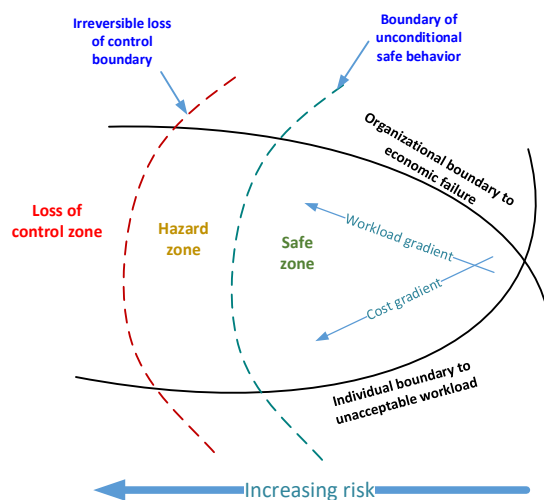 Irreversible loss
of control
boundary
Boundary of
unconditional
safe behavior
Organizational boundary to
economic failure
Loss of
control zone
Hazard
zone
Safe
zone
Workload gradient
Cost gradient
Individual boundary to
unacceptable workload
Increasing risk